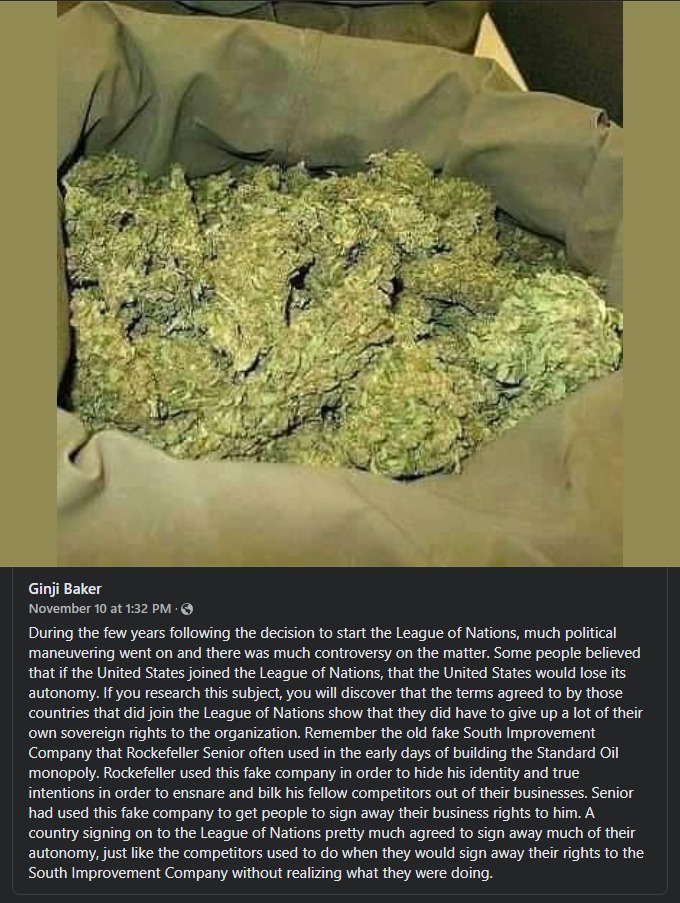 Ginji Baker
November 10 at 1:32 PM ·
During the few years following the decision to start the League of Nations, much political
maneuvering went on and there was much controversy on the matter. Some people believed
that if the United States joined the League of Nations, that the United States would lose its
autonomy. If you research this subject, you will discover that the terms agreed to by those
countries that did join the League of Nations show that they did have to give up a lot of their
own sovereign rights to the organization. Remember the old fake South Improvement
Company that Rockefeller Senior often used in the early days of building the Standard Oil
monopoly. Rockefeller used this fake company in order to hide his identity and true
intentions in order to ensnare and bilk his fellow competitors out of their businesses. Senior
had used this fake company to get people to sign away their business rights to him. A
country signing on to the League of Nations pretty much agreed to sign away much of their
autonomy, just like the competitors used to do when they would sign away their rights to the
South Improvement Company without realizing what they were doing.